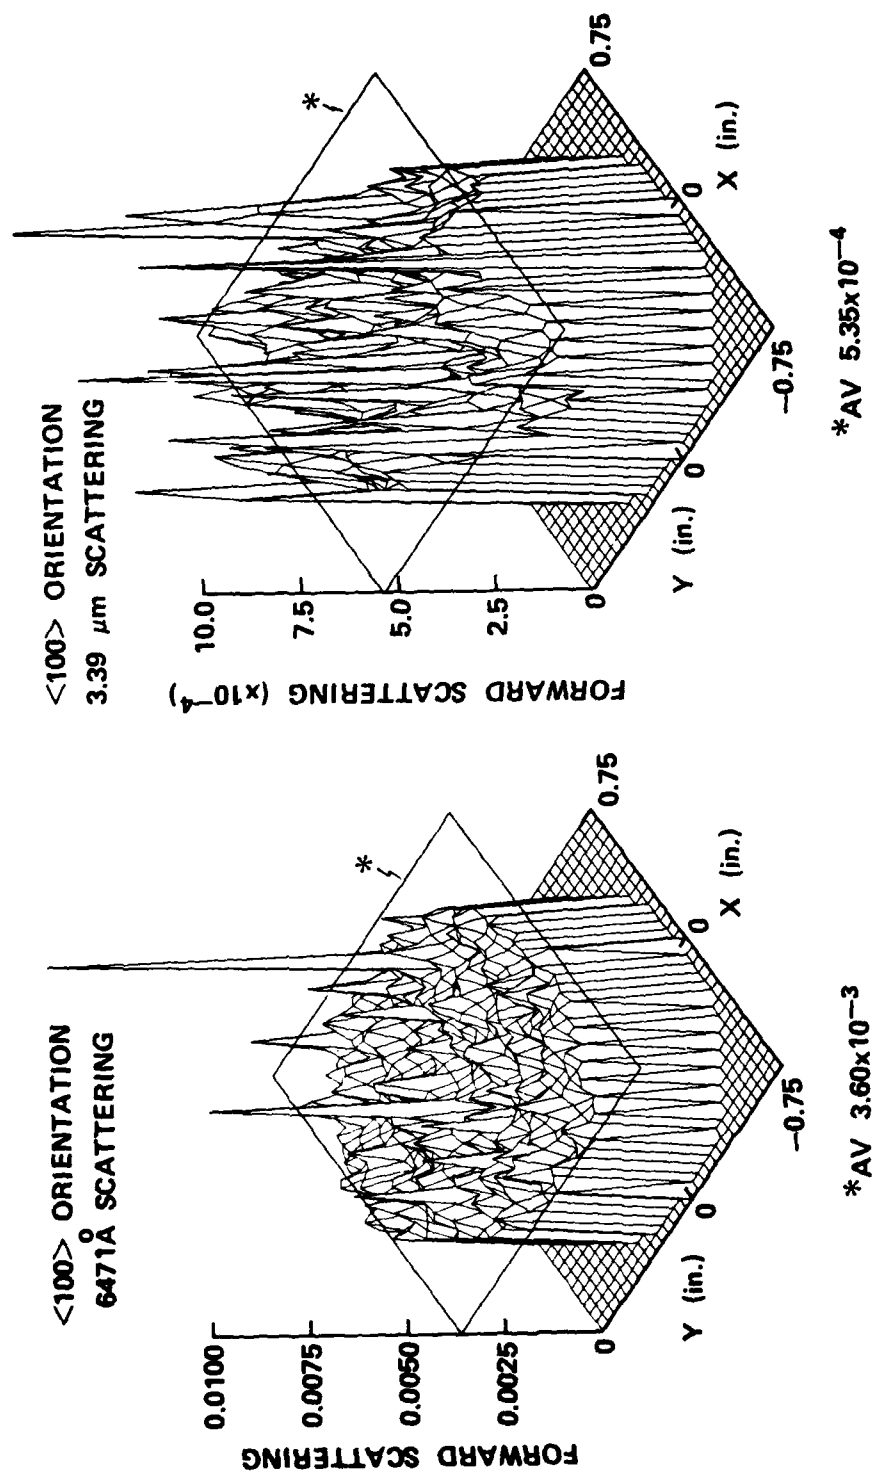 <100> ORIENTATION
6471Å SCATTERING
FORWARD SCATTERING
0.0100
0.0075
0.0050
0.0025
0
Y (in.)
0
-0.75
0
X (in.)
0.75
*
*AV 3.60x10⁻³
<100> ORIENTATION
3.39 μm SCATTERING
FORWARD SCATTERING (x10⁻⁴)
10.0
7.5
5.0
2.5
0
Y (in.)
0
-0.75
0
X (in.)
0.75
*
*AV 5.35x10⁻⁴